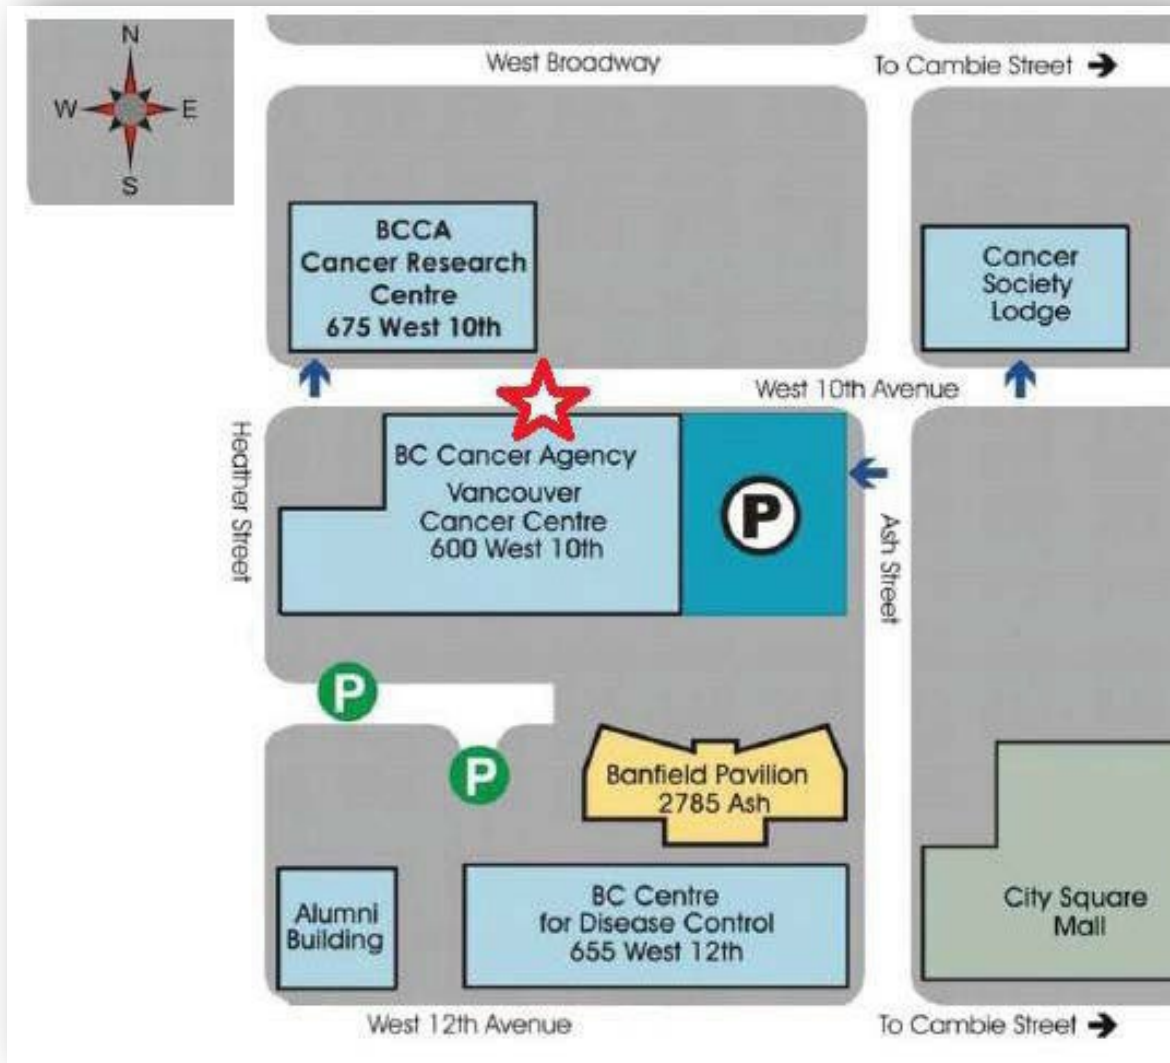 N
W E
S
West Broadway
To Cambie Street
BCCA
Cancer Research
Centre
675 West 10th
Cancer
Society
Lodge
West 10th Avenue
Heather Street
BC Cancer Agency
Vancouver
Cancer Centre
600 West 10th
P
Ash Street
P
P
Banfield Pavilion
2785 Ash
Alumni
Building
BC Centre
for Disease Control
655 West 12th
City Square
Mall
West 12th Avenue
To Cambie Street